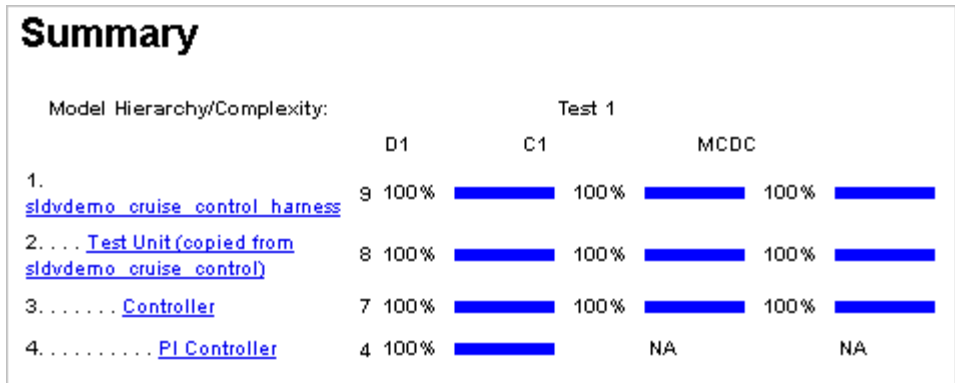 Summary
Model Hierarchy/Complexity: Test 1
D1 C1 MCDC
1.
sldvdemo_cruise_control_harness 9 100% 100% 100%
2. . . . Test Unit (copied from
sldvdemo_cruise_control) 8 100% 100% 100%
3. . . . . . . Controller 7 100% 100% 100%
4. . . . . . . . . . PI Controller 4 100% NA NA